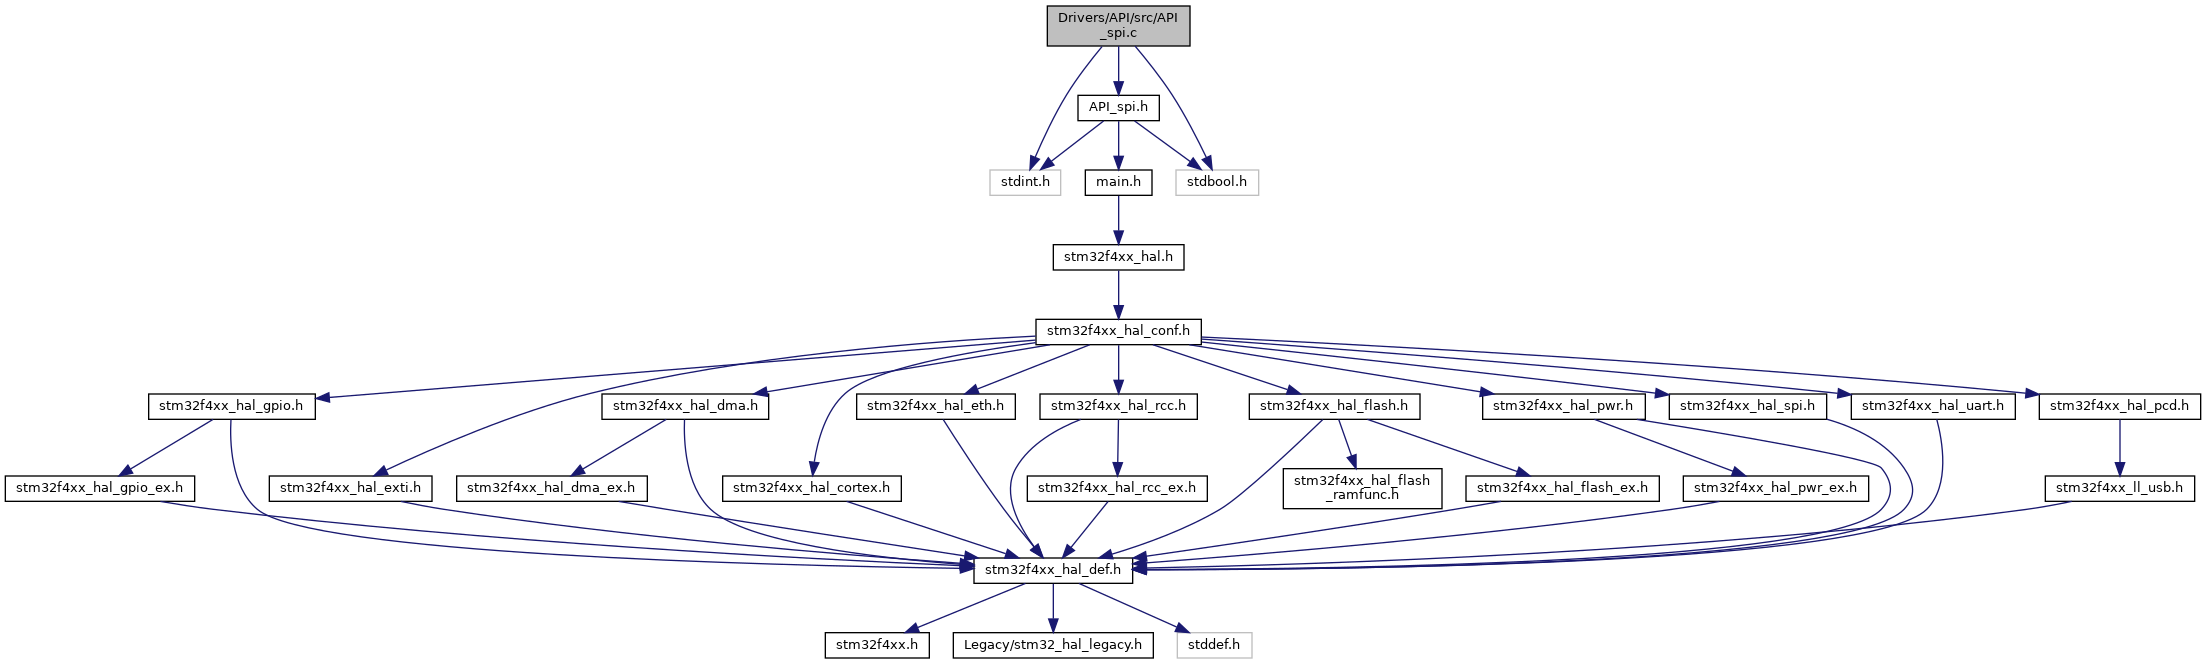 Drivers/API/src/API
_spi.c
API_spi.h
stdint.h
main.h
stdbool.h
stm32f4xx_hal.h
stm32f4xx_hal_conf.h
stm32f4xx_hal_gpio.h
stm32f4xx_hal_dma.h
stm32f4xx_hal_eth.h
stm32f4xx_hal_rcc.h
stm32f4xx_hal_flash.h
stm32f4xx_hal_pwr.h
stm32f4xx_hal_spi.h
stm32f4xx_hal_uart.h
stm32f4xx_hal_pcd.h
stm32f4xx_hal_gpio_ex.h
stm32f4xx_hal_exti.h
stm32f4xx_hal_dma_ex.h
stm32f4xx_hal_cortex.h
stm32f4xx_hal_rcc_ex.h
stm32f4xx_hal_flash
_ramfunc.h
stm32f4xx_hal_flash_ex.h
stm32f4xx_hal_pwr_ex.h
stm32f4xx_ll_usb.h
stm32f4xx_hal_def.h
stm32f4xx.h
Legacy/stm32_hal_legacy.h
stddef.h